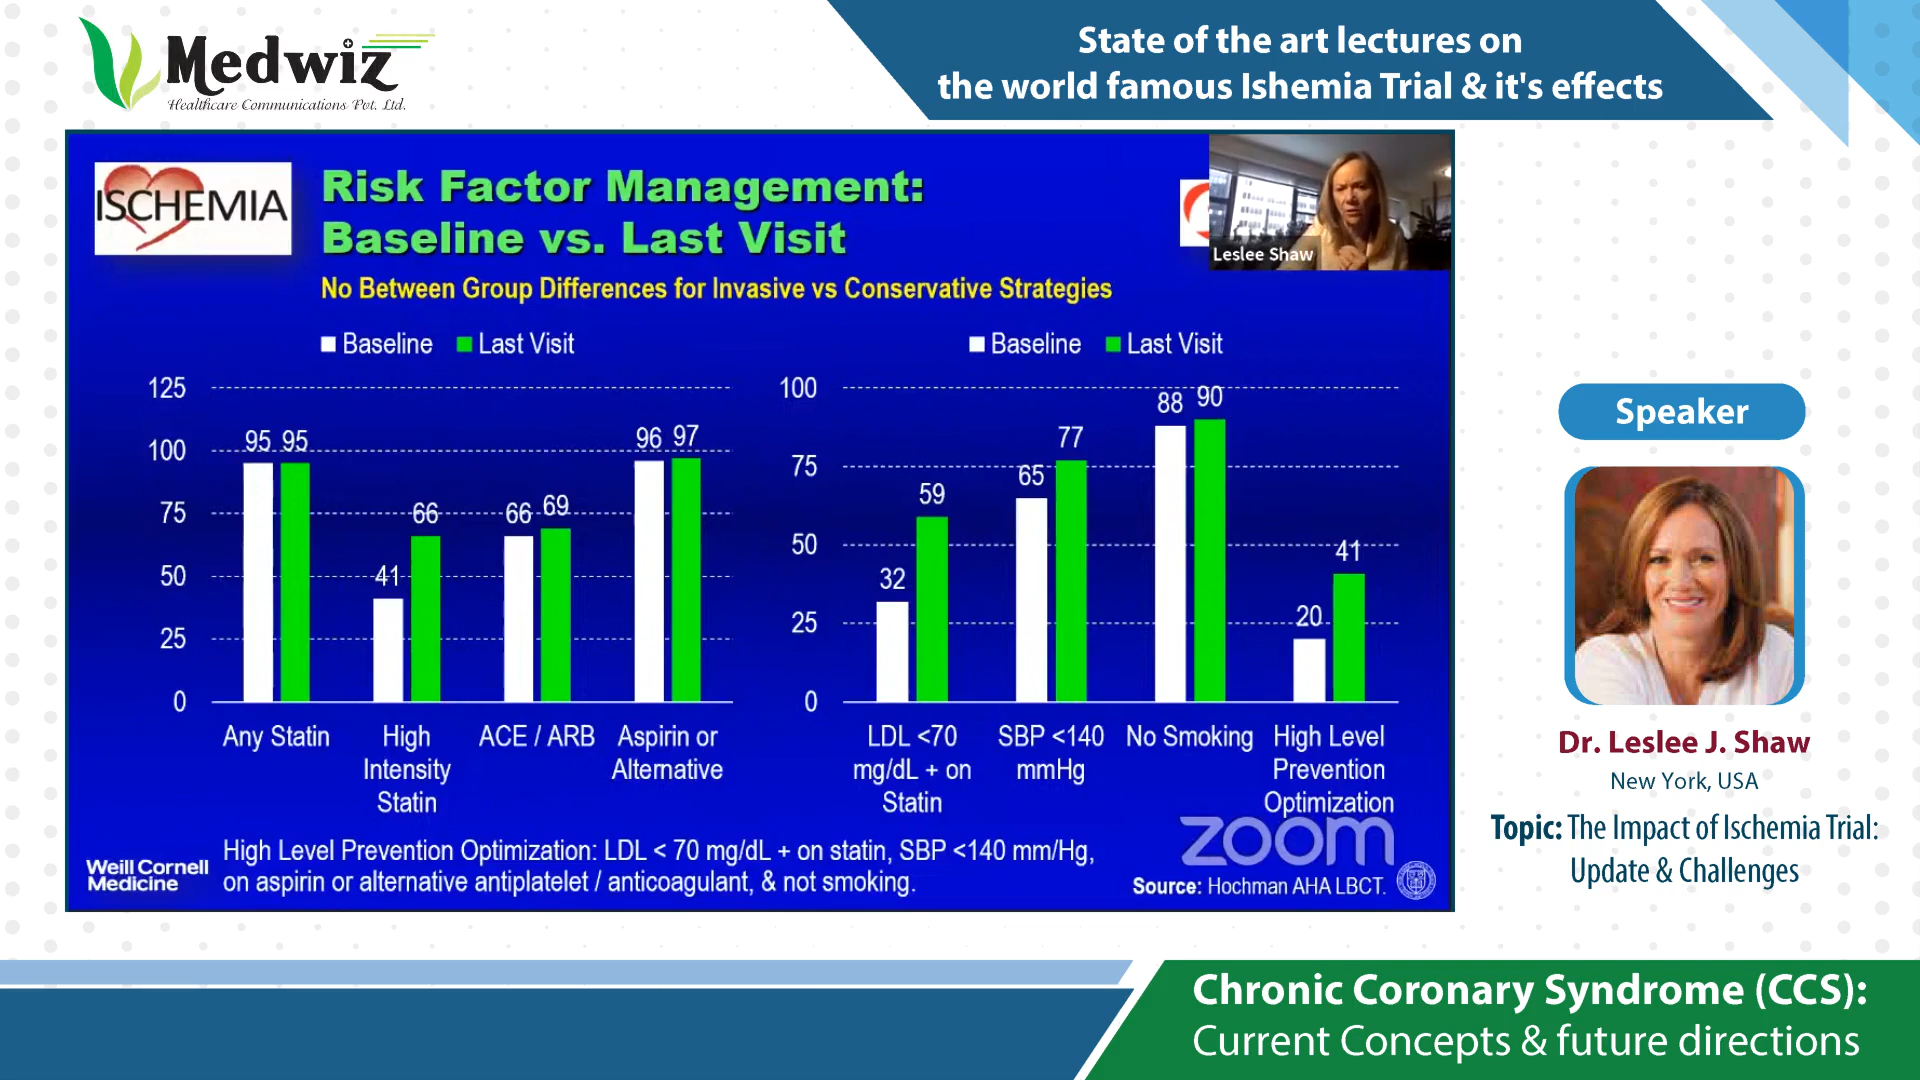 Medwiz
Healthcare Communications Pvt. Ltd.
State of the art lectures on
the world famous Ishemia Trial & it's effects
ISCHEMIA
Risk Factor Management:
Baseline vs. Last Visit
No Between Group Differences for Invasive vs Conservative Strategies
Leslee Shaw
Baseline Last Visit
125
100
75
50
25
0
95 95
41 66
66 69
96 97
Any Statin
High
Intensity
Statin
ACE / ARB
Aspirin or
Alternative
Baseline Last Visit
100
75
50
25
0
32 59
65 77
88 90
20 41
LDL <70
mg/dL + on
Statin
SBP <140
mmHg
No Smoking
High Level
Prevention
Optimization
High Level Prevention Optimization: LDL < 70 mg/dL + on statin, SBP <140 mm/Hg,
on aspirin or alternative antiplatelet / anticoagulant, & not smoking.
Weill Cornell
Medicine
zoom
Source: Hochman AHA LBCT.
Speaker
Dr. Leslee J. Shaw
New York, USA
Topic: The Impact of Ischemia Trial:
Update & Challenges
Chronic Coronary Syndrome (CCS):
Current Concepts & future directions